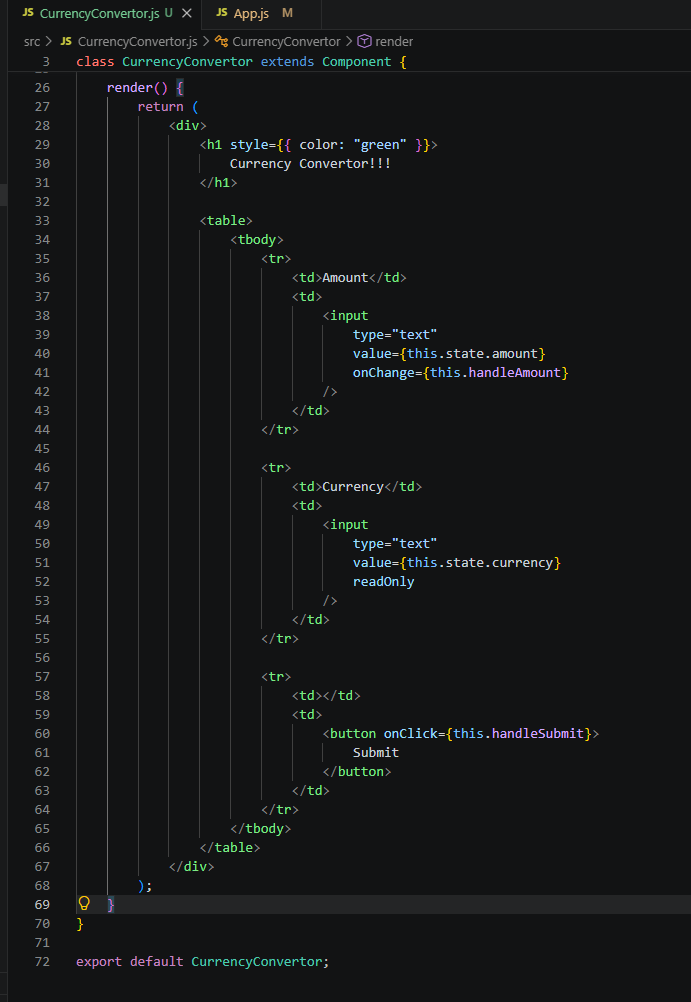 JS CurrencyConvertor.js U × JS App.js M
src > JS CurrencyConvertor.js > CurrencyConvertor > render
3 class CurrencyConvertor extends Component {
26     render() {
27         return (
28             <div>
29                 <h1 style={{ color: "green" }}>
30                     Currency Convertor!!!
31                 </h1>
32
33                 <table>
34                     <tbody>
35                         <tr>
36                             <td>Amount</td>
37                             <td>
38                                 <input
39                                     type="text"
40                                     value={this.state.amount}
41                                     onChange={this.handleAmount}
42                                 />
43                             </td>
44                         </tr>
45
46                         <tr>
47                             <td>Currency</td>
48                             <td>
49                                 <input
50                                     type="text"
51                                     value={this.state.currency}
52                                     readOnly
53                                 />
54                             </td>
55                         </tr>
56
57                         <tr>
58                             <td></td>
59                             <td>
60                                 <button onClick={this.handleSubmit}>
61                                     Submit
62                                 </button>
63                             </td>
64                         </tr>
65                     </tbody>
66                 </table>
67             </div>
68         );
69     }
70 }
71
72 export default CurrencyConvertor;